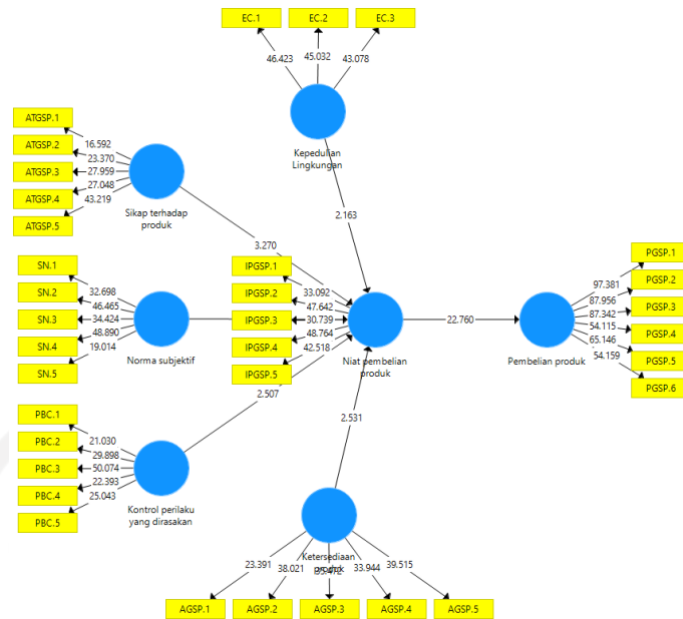 EC.1
EC.2
EC.3
46.423
45.032
43.078
Kepedulian
Lingkungan
2.163
ATGSP.1
ATGSP.2
ATGSP.3
ATGSP.4
ATGSP.5
16.592
23.370
27.959
27.048
43.219
Sikap terhadap
produk
3.270
SN.1
SN.2
SN.3
SN.4
SN.5
32.698
46.465
34.424
48.890
19.014
Norma subjektif
IPGSP.1
IPGSP.2
IPGSP.3
IPGSP.4
IPGSP.5
33.092
47.642
30.739
48.764
42.518
Niat pembelian
produk
22.760
Pembelian produk
97.381
87.956
87.342
54.115
65.146
54.159
PGSP.1
PGSP.2
PGSP.3
PGSP.4
PGSP.5
PGSP.6
PBC.1
PBC.2
PBC.3
PBC.4
PBC.5
21.030
29.898
50.074
22.393
25.043
Kontrol perilaku
yang dirasakan
2.507
2.531
Ketersediaan
produk
23.391
38.021
33.944
39.515
AGSP.1
AGSP.2
AGSP.3
AGSP.4
AGSP.5